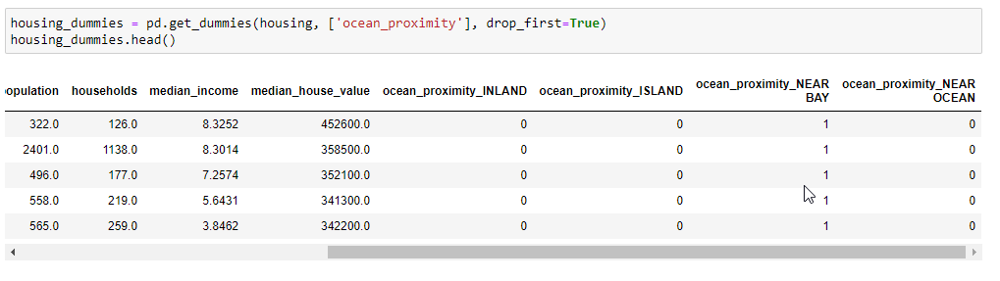 housing_dummies = pd.get_dummies(housing, ['ocean_proximity'], drop_first=True)
housing_dummies.head()
opulation households median_income median_house_value ocean_proximity_INLAND ocean_proximity_ISLAND ocean_proximity_NEAR BAY ocean_proximity_NEAR OCEAN
322.0 126.0 8.3252 452600.0 0 0 1 0
2401.0 1138.0 8.3014 358500.0 0 0 1 0
496.0 177.0 7.2574 352100.0 0 0 1 0
558.0 219.0 5.6431 341300.0 0 0 1 0
565.0 259.0 3.8462 342200.0 0 0 1 0